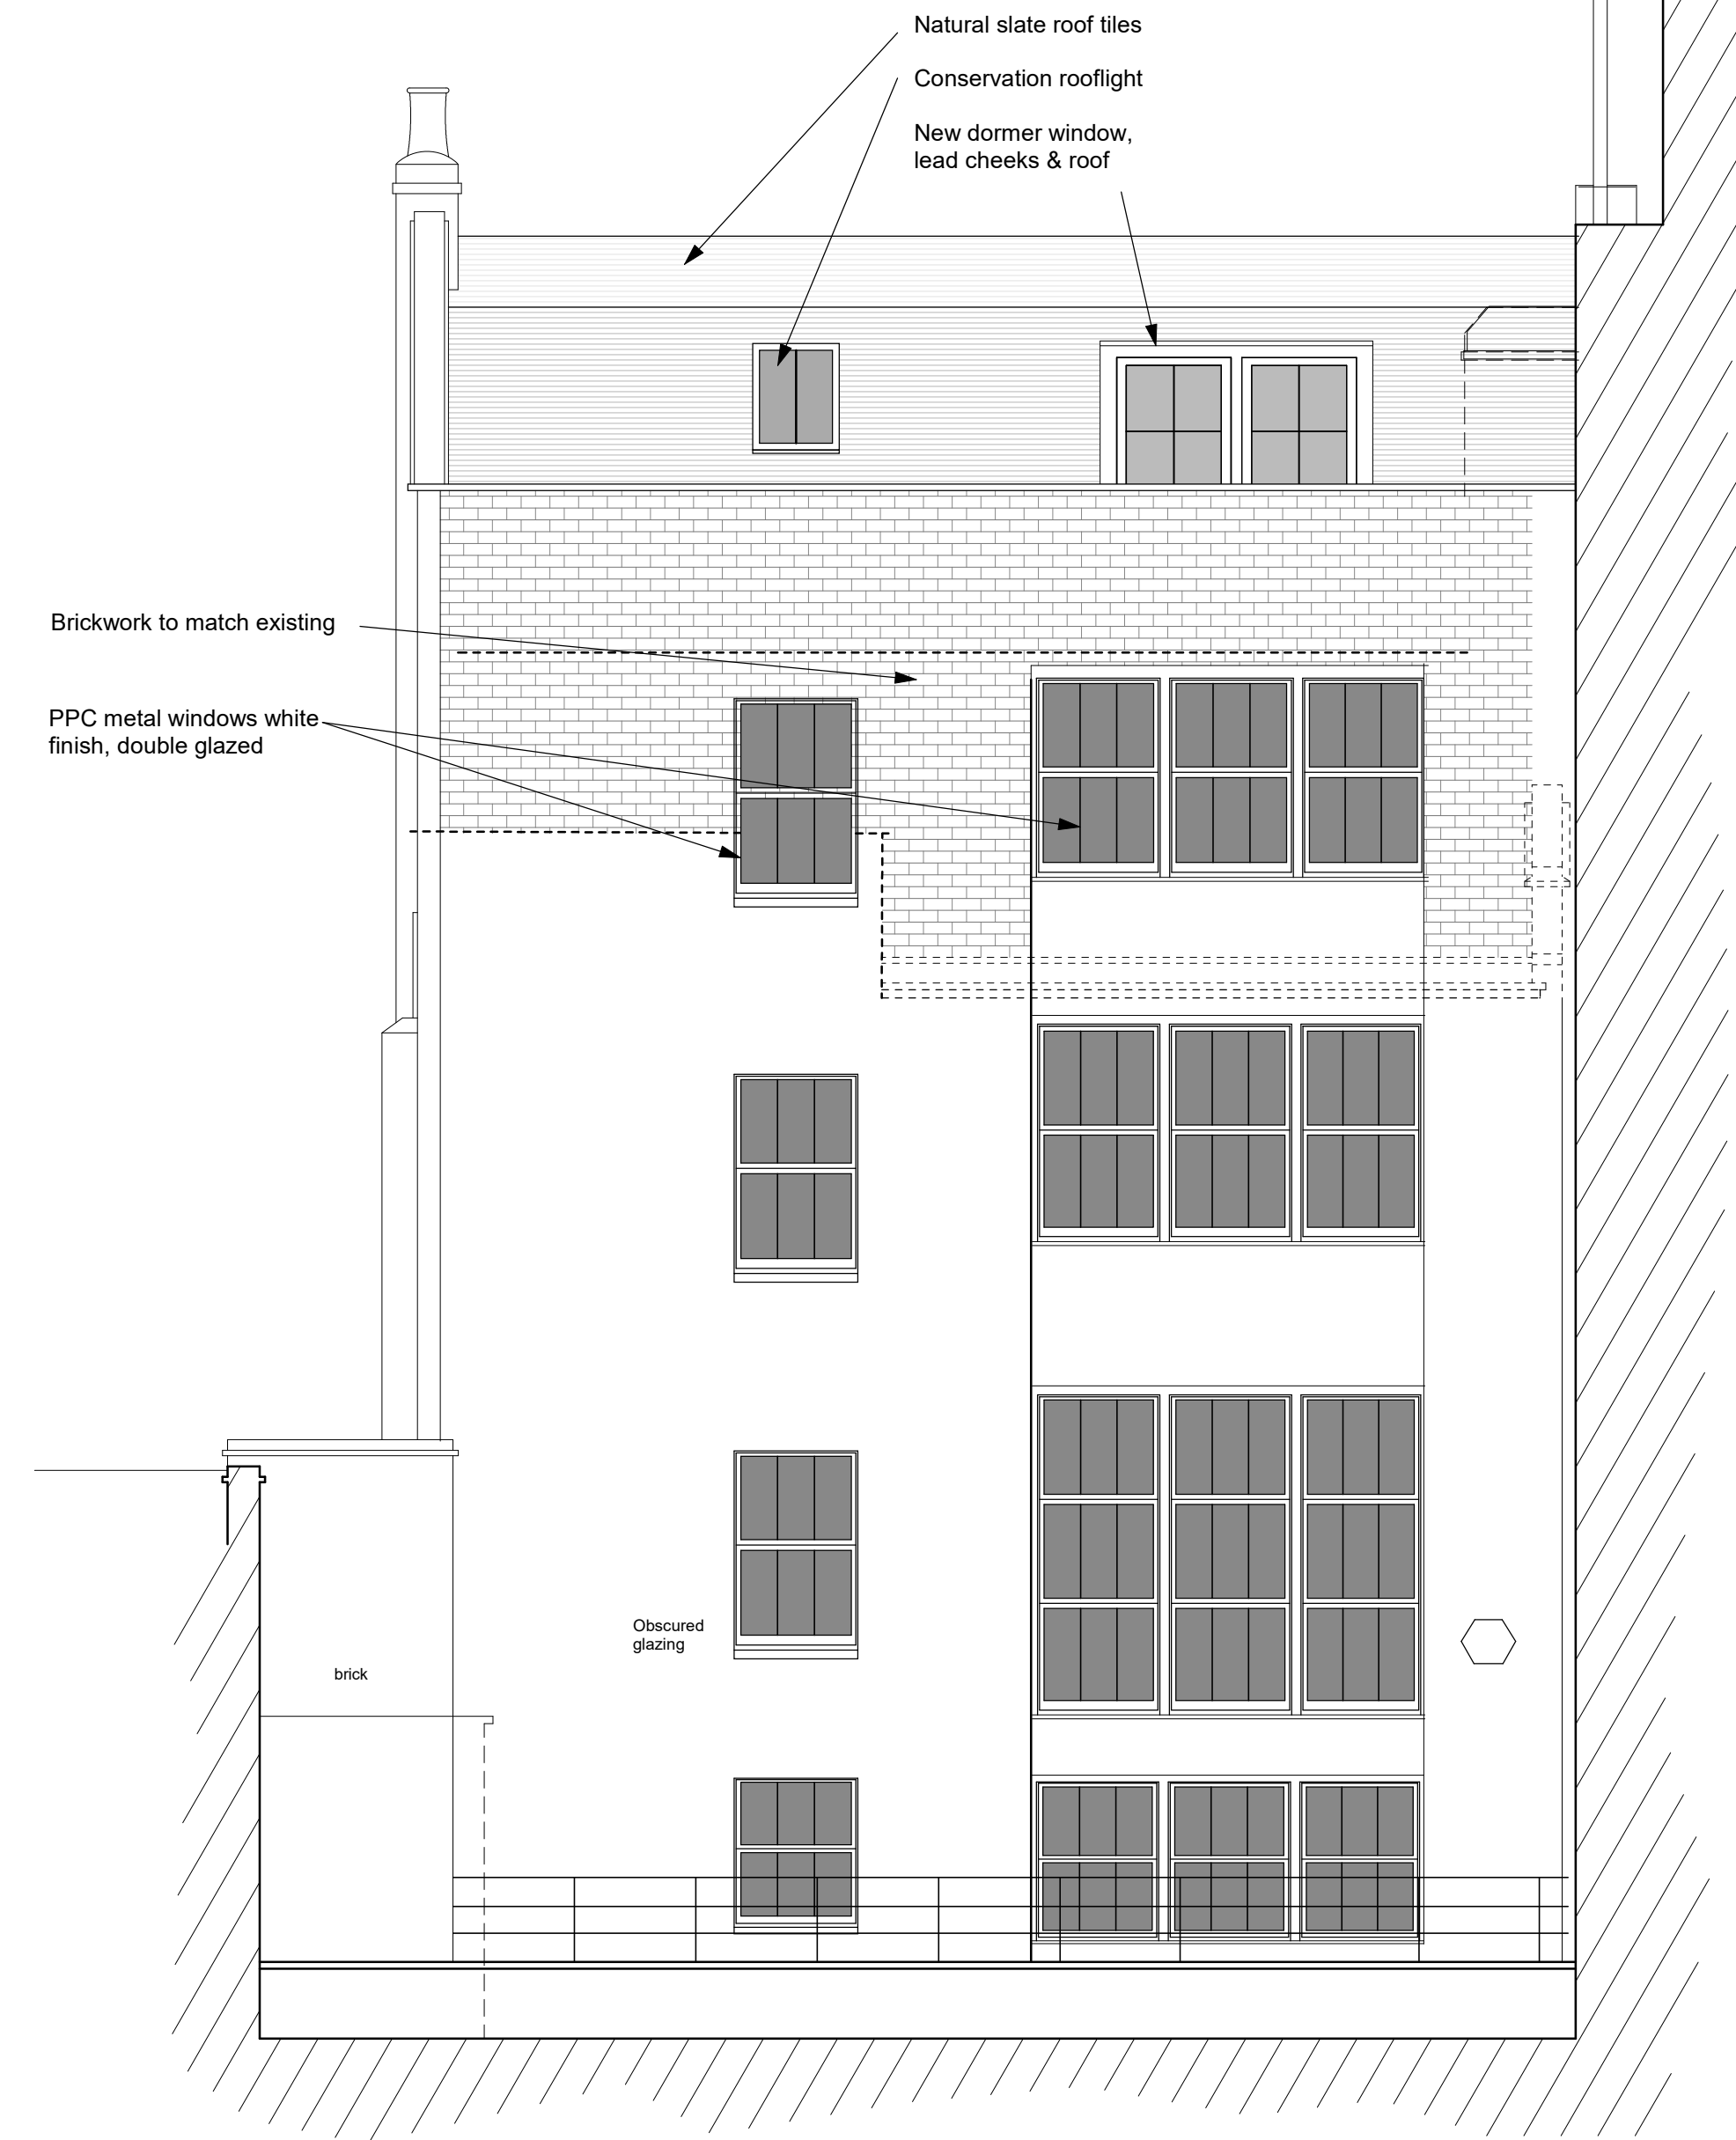 Natural slate roof tiles
Conservation rooflight
New dormer window,
lead cheeks & roof
Brickwork to match existing
PPC metal windows white
finish, double glazed
Obscured
glazing
brick